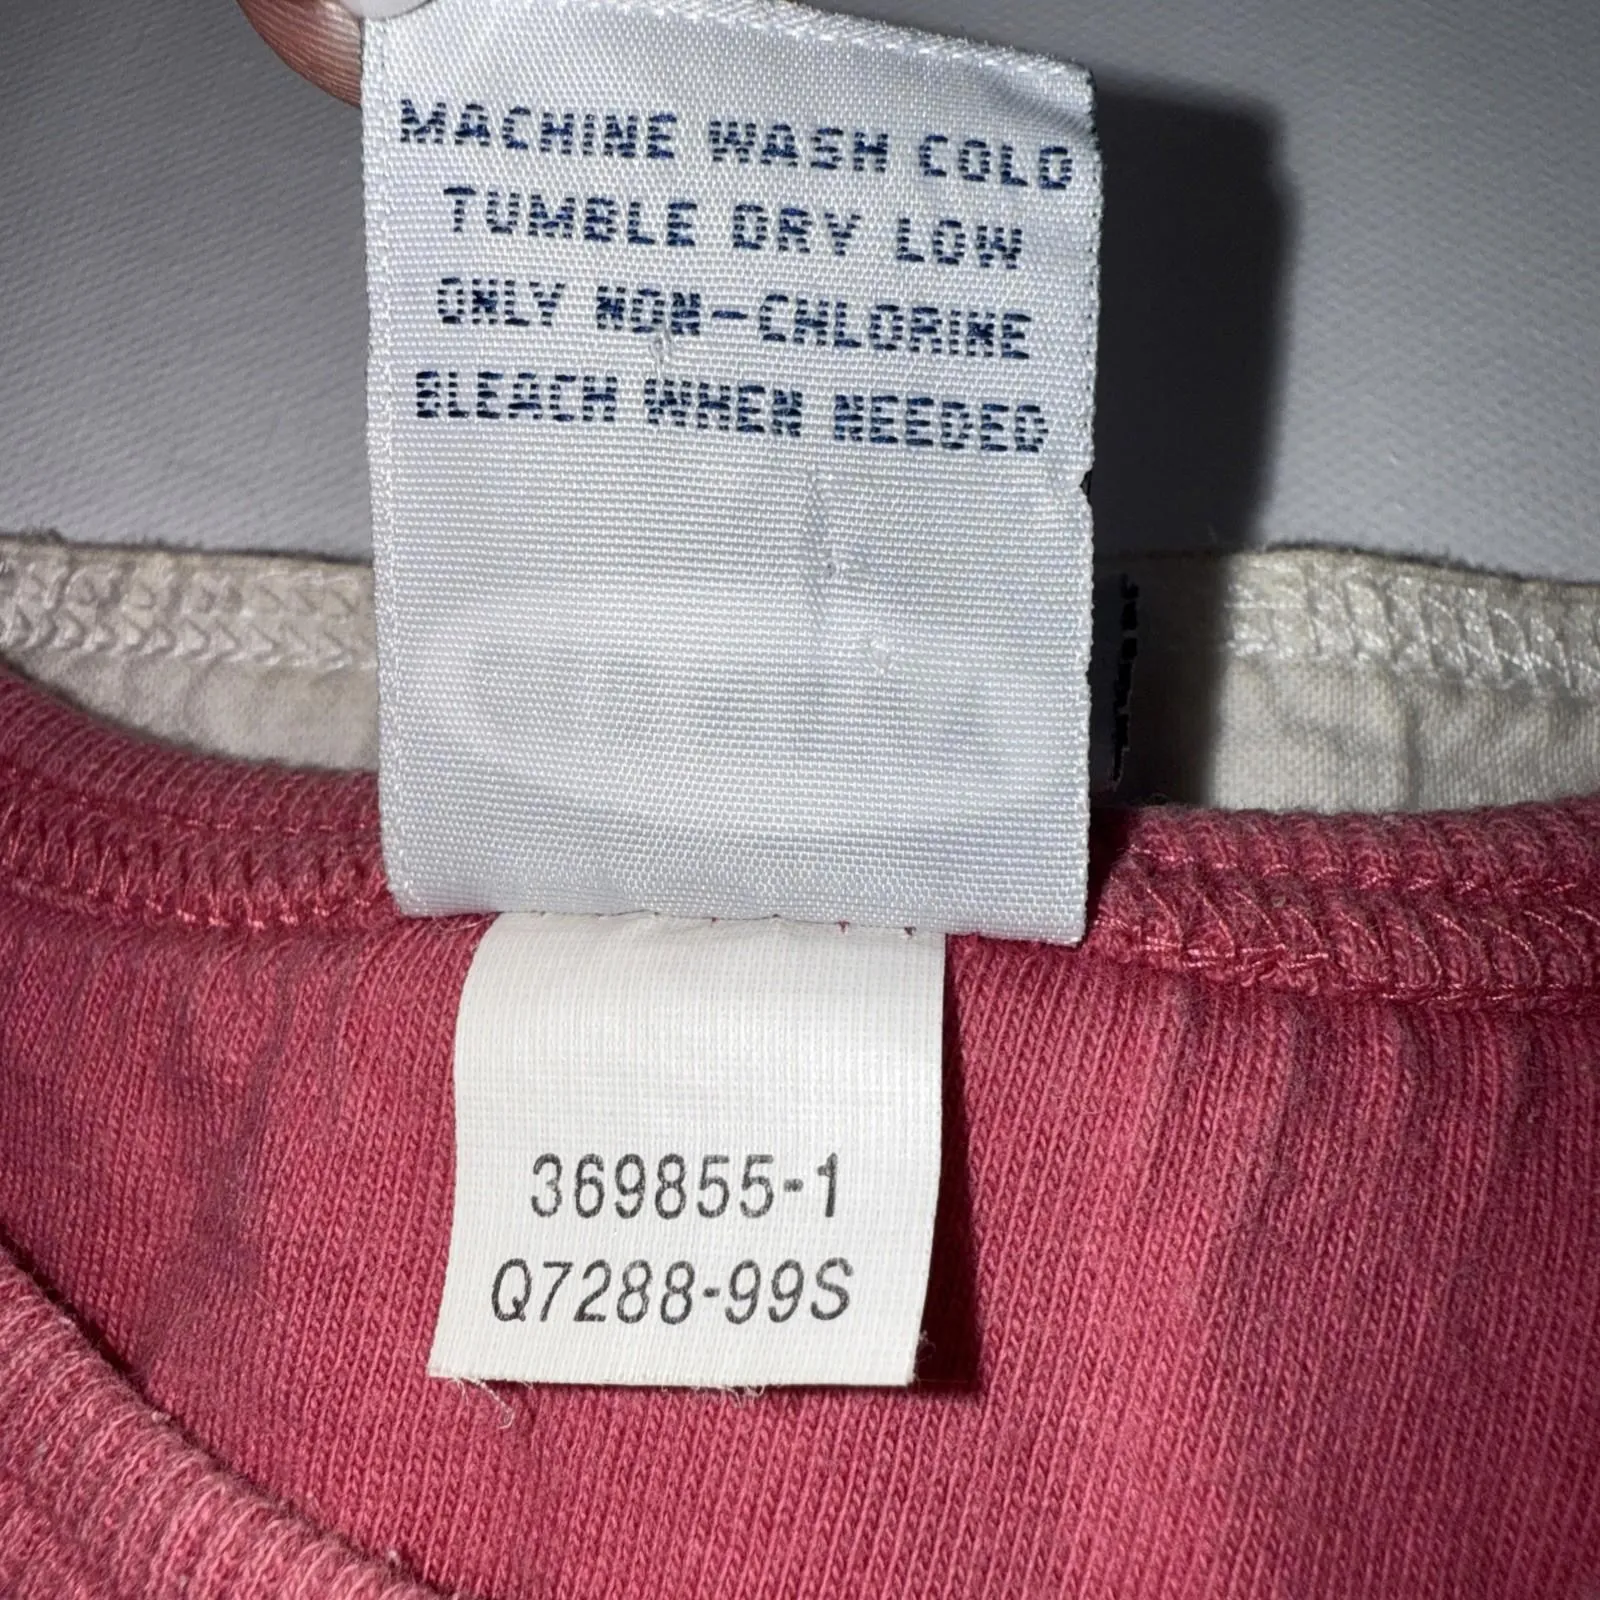 MACHINE WASH COLD
TUMBLE DRY LOW
ONLY NON-CHLORINE
BLEACH WHEN NEEDED
369855-1
Q7288-99S